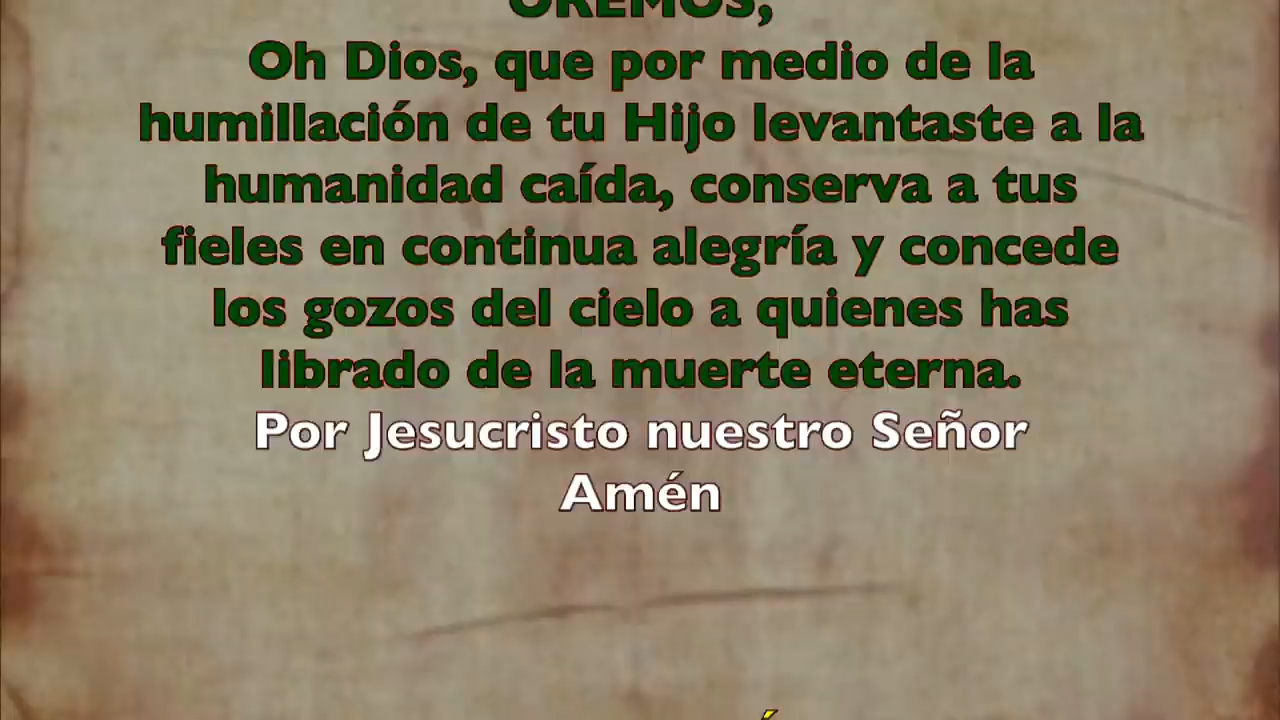 OREMOS,
Oh Dios, que por medio de la
humillación de tu Hijo levantaste a la
humanidad caída, conserva a tus
fieles en continua alegría y concede
los gozos del cielo a quienes has
librado de la muerte eterna.
Por Jesucristo nuestro Señor
Amén